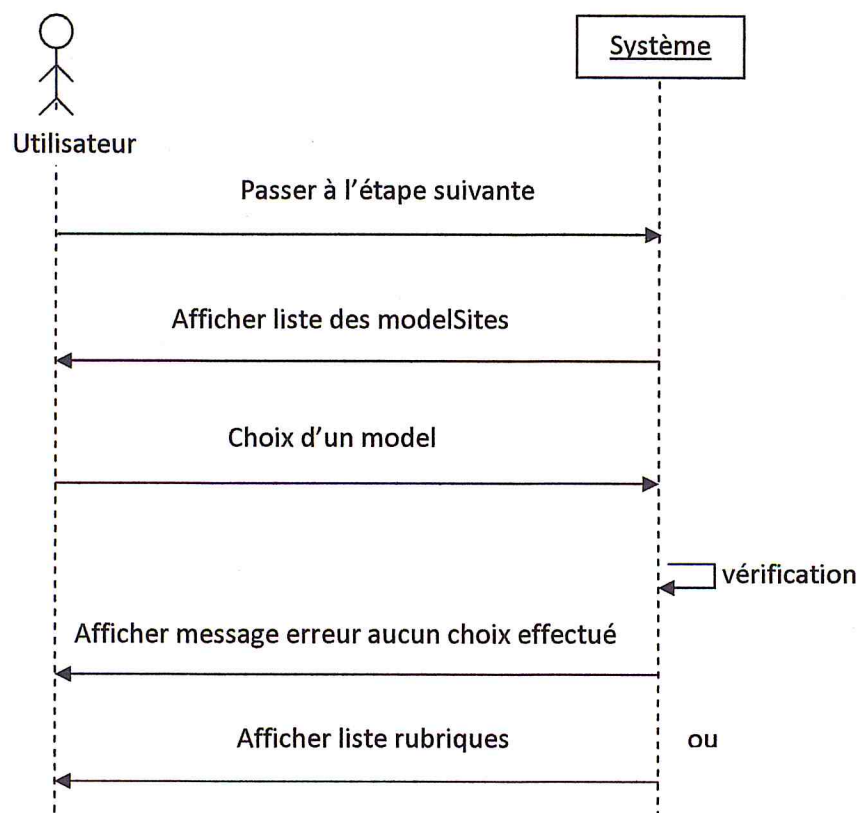 Système
Utilisateur
Passer à l'étape suivante
Afficher liste des modelSites
Choix d'un model
vérification
Afficher message erreur aucun choix effectué
Afficher liste rubriques
ou